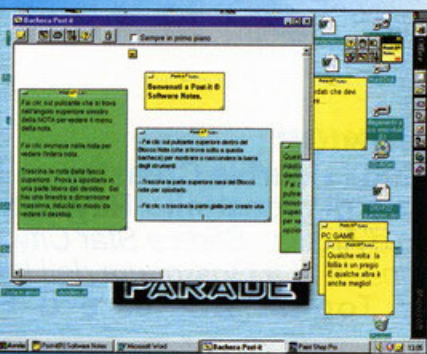 Bacheca Post-it
Sempre in primo piano
Benvenuti a Post-it ®
Software Notes.
Fai clic sul pulsante che si trova
nell'angolo superiore sinistro
della NOTA per vedere il menu
della nota.
Fai clic ovunque nella nota per
vedere l'intera nota.
Trascina la nota dalla fascia
superiore. Prova a spostarlo in
una parte libera del desktop. Se
hai una finestra a dimensione
massima, riducila in modo da
vedere il desktop.
--Fai clic sul pulsante superiore destro del
Blocco Note (che si trova sotto a questa
bacheca) per mostrare o nascondere la barra
degli strumenti.
--Trascina la parte superiore nera del Blocco
note per spostarlo.
--Fai clic o trascina la parte gialla per creare una
che devi
PC GAME
Qualche volta la
follia è un pregio
E qualche altra è
anche meglio!
PARADE
Post-it(R) Software Notes
Microsoft Word
Bacheca Post-it
Paint Shop Pro
13.05